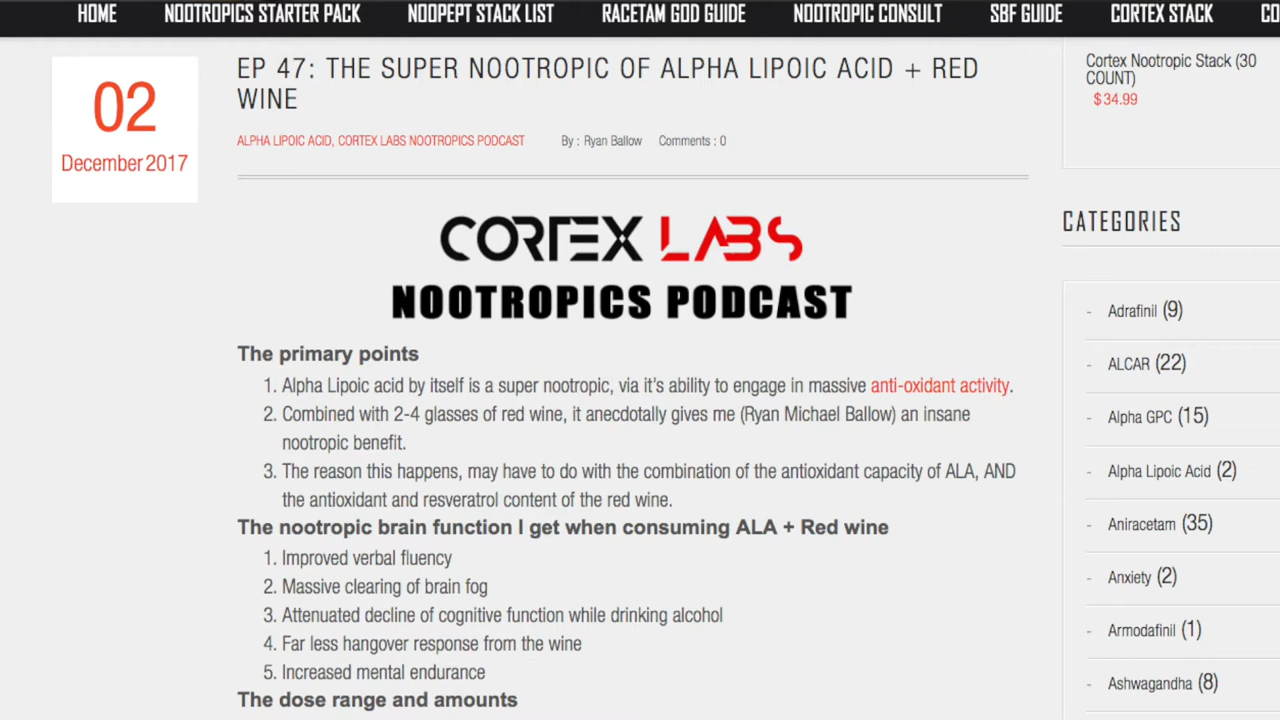 HOME NOOTROPICS STARTER PACK NOOPEPT STACK LIST RACETAM GOD GUIDE NOOTROPIC CONSULT SBF GUIDE CORTEX STACK CO
02
December 2017
EP 47: THE SUPER NOOTROPIC OF ALPHA LIPOIC ACID + RED
WINE
ALPHA LIPOIC ACID, CORTEX LABS NOOTROPICS PODCAST By : Ryan Ballow Comments : 0
CORTEX LABS
NOOTROPICS PODCAST
The primary points
1. Alpha Lipoic acid by itself is a super nootropic, via it's ability to engage in massive anti-oxidant activity.
2. Combined with 2-4 glasses of red wine, it anecdotally gives me (Ryan Michael Ballow) an insane
nootropic benefit.
3. The reason this happens, may have to do with the combination of the antioxidant capacity of ALA, AND
the antioxidant and resveratrol content of the red wine.
The nootropic brain function I get when consuming ALA + Red wine
1. Improved verbal fluency
2. Massive clearing of brain fog
3. Attenuated decline of cognitive function while drinking alcohol
4. Far less hangover response from the wine
5. Increased mental endurance
The dose range and amounts
Cortex Nootropic Stack (30
COUNT)
$34.99
CATEGORIES
- Adrafinil (9)
- ALCAR (22)
- Alpha GPC (15)
- Alpha Lipoic Acid (2)
- Aniracetam (35)
- Anxiety (2)
- Armodafinil (1)
- Ashwagandha (8)